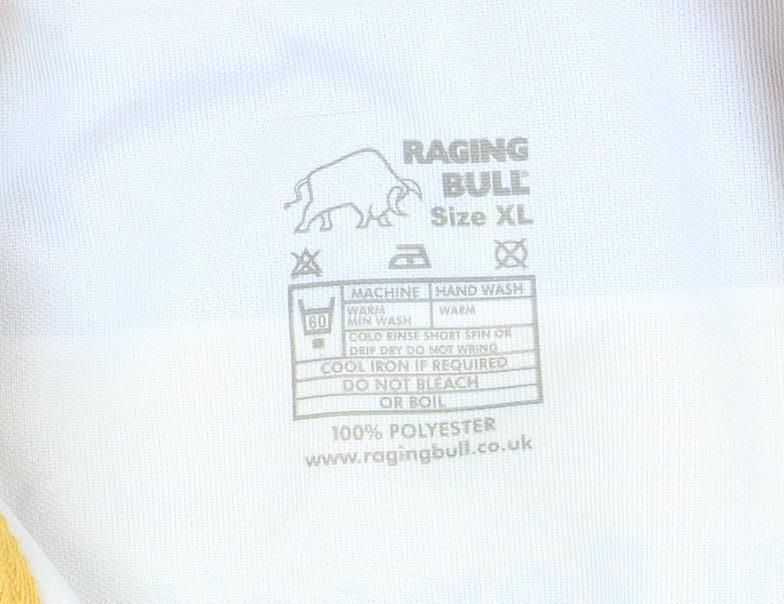 RAGING
BULL®
Size XL
MACHINE HAND WASH
60
WARM WARM
MIN WASH
COLD RINSE SHORT SPIN OR
DRIP DRY DO NOT WRING
COOL IRON IF REQUIRED
DO NOT BLEACH
OR BOIL
100% POLYESTER
www.ragingbull.co.uk